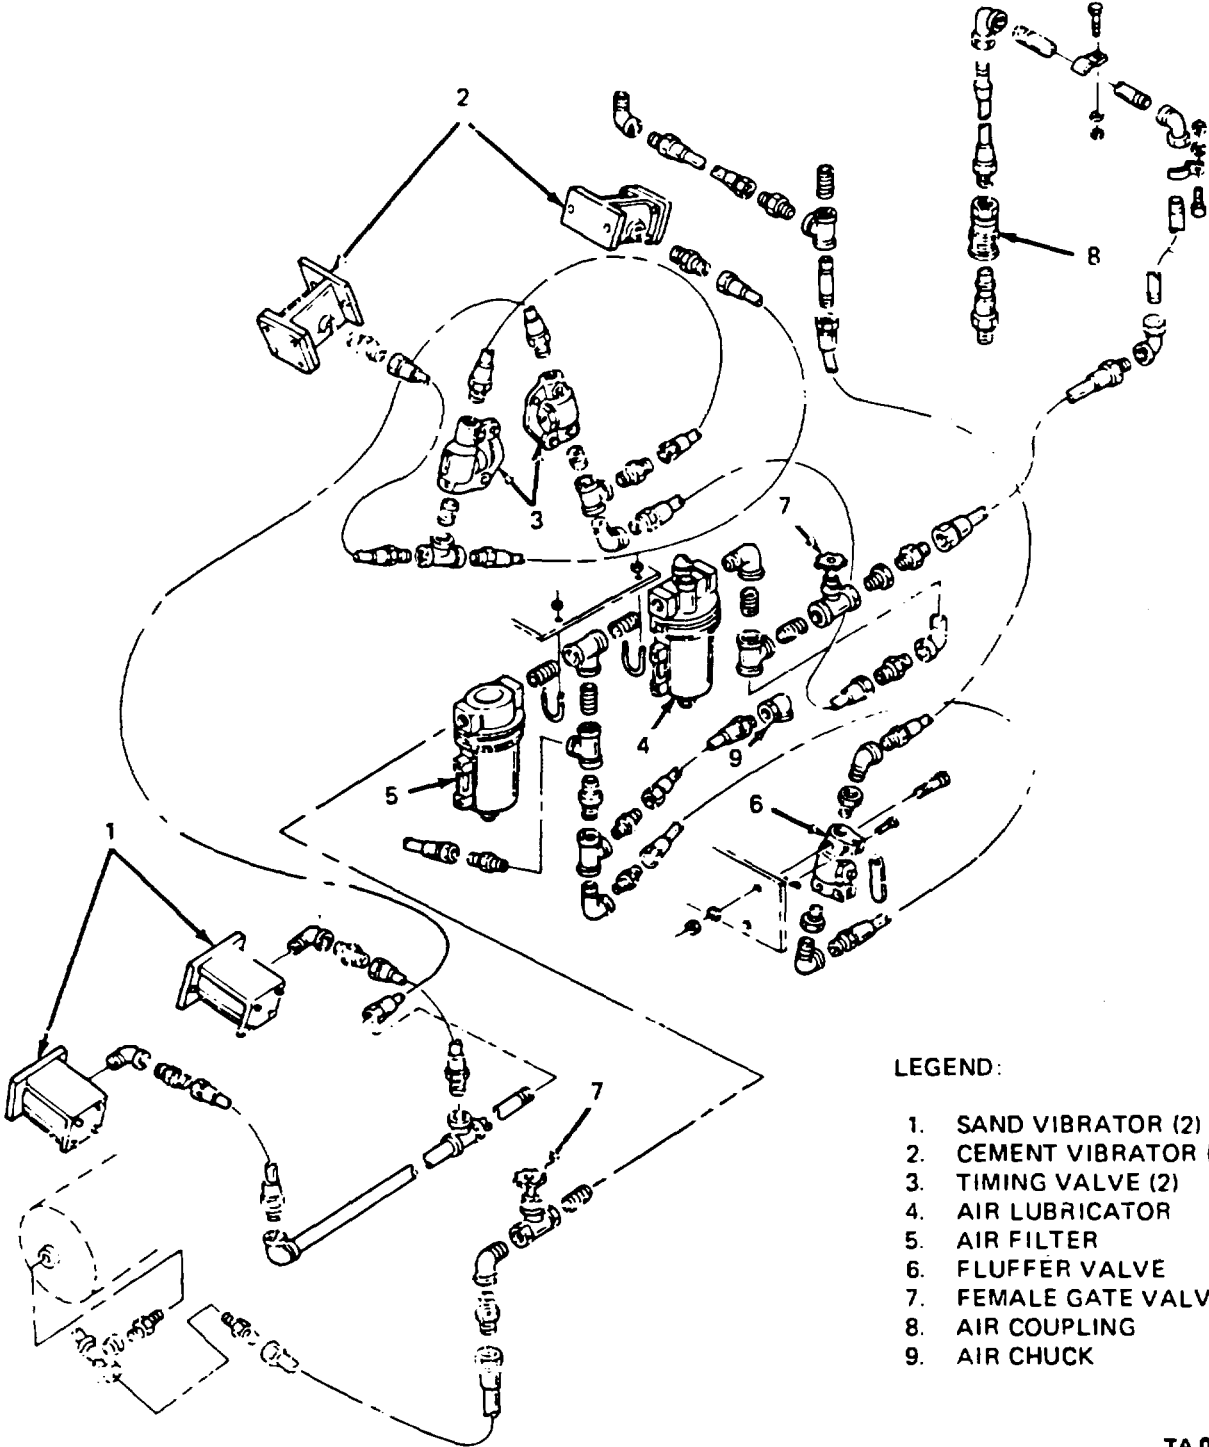 2
8
7
3
4
9
5
6
1
7
LEGEND:
1. SAND VIBRATOR (2)
2. CEMENT VIBRATOR (
3. TIMING VALVE (2)
4. AIR LUBRICATOR
5. AIR FILTER
6. FLUFFER VALVE
7. FEMALE GATE VALV
8. AIR COUPLING
9. AIR CHUCK
TA 0